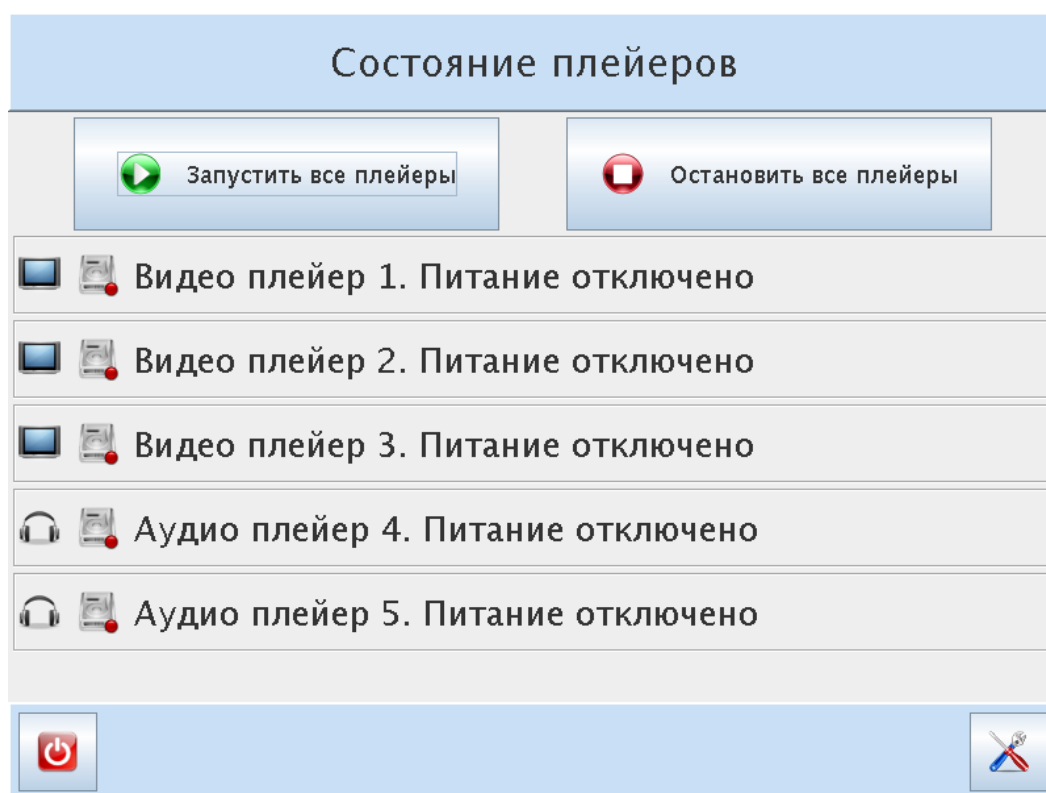 Состояние плейеров
Запустить все плейеры
Остановить все плейеры
Видео плейер 1. Питание отключено
Видео плейер 2. Питание отключено
Видео плейер 3. Питание отключено
Аудио плейер 4. Питание отключено
Аудио плейер 5. Питание отключено